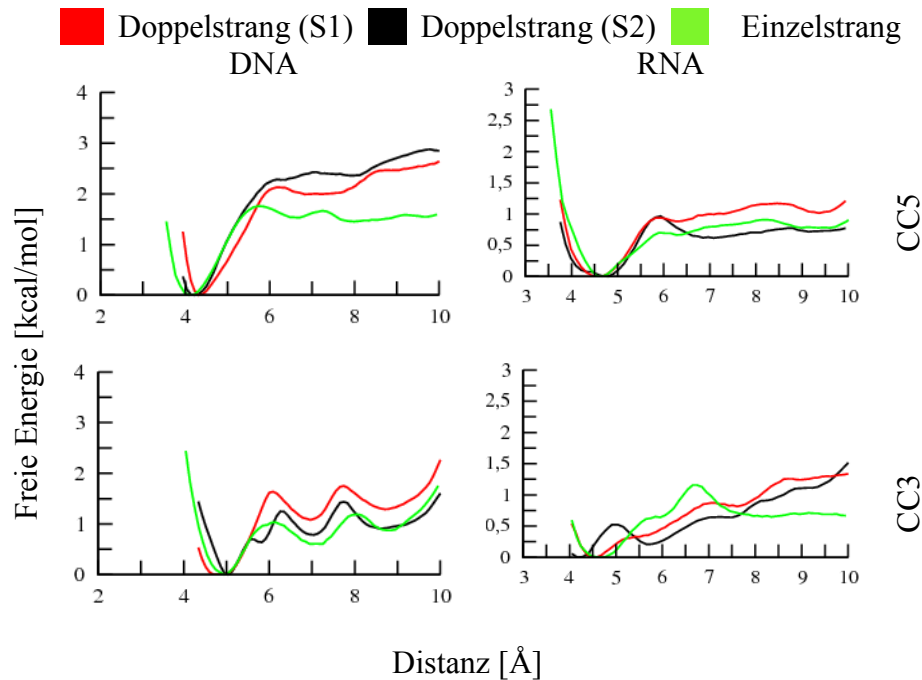 Doppelstrang (S1) Doppelstrang (S2) Einzelstrang
DNA RNA
Freie Energie [kcal/mol]
4
3
2
1
0
2 4 6 8 10
3
2,5
2
1,5
1
0,5
0
3 4 5 6 7 8 9 10
CC5
4
3
2
1
0
2 4 6 8 10
3
2,5
2
1,5
1
0,5
0
3 4 5 6 7 8 9 10
CC3
Distanz [Å]